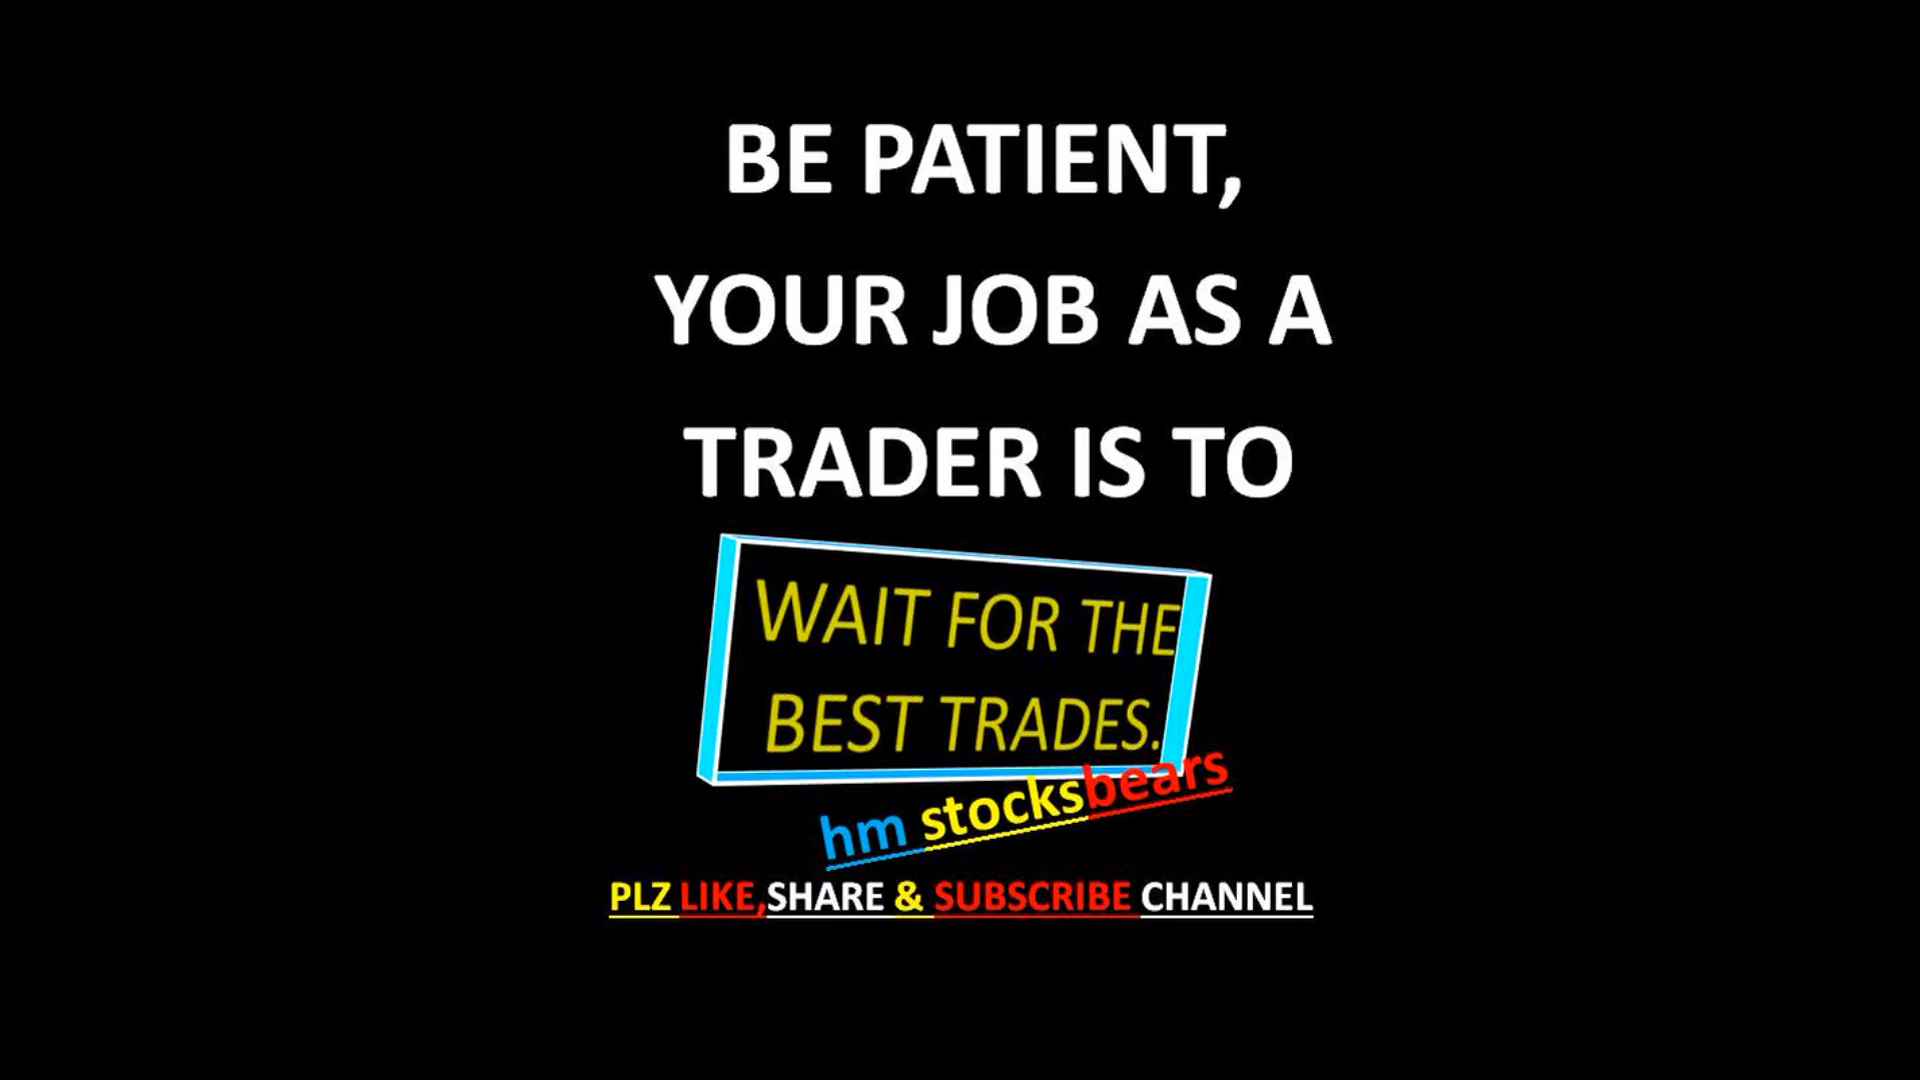 BE PATIENT,
YOUR JOB AS A
TRADER IS TO
WAIT FOR THE
BEST TRADES.
hm stocksbears
PLZ LIKE,SHARE & SUBSCRIBE CHANNEL